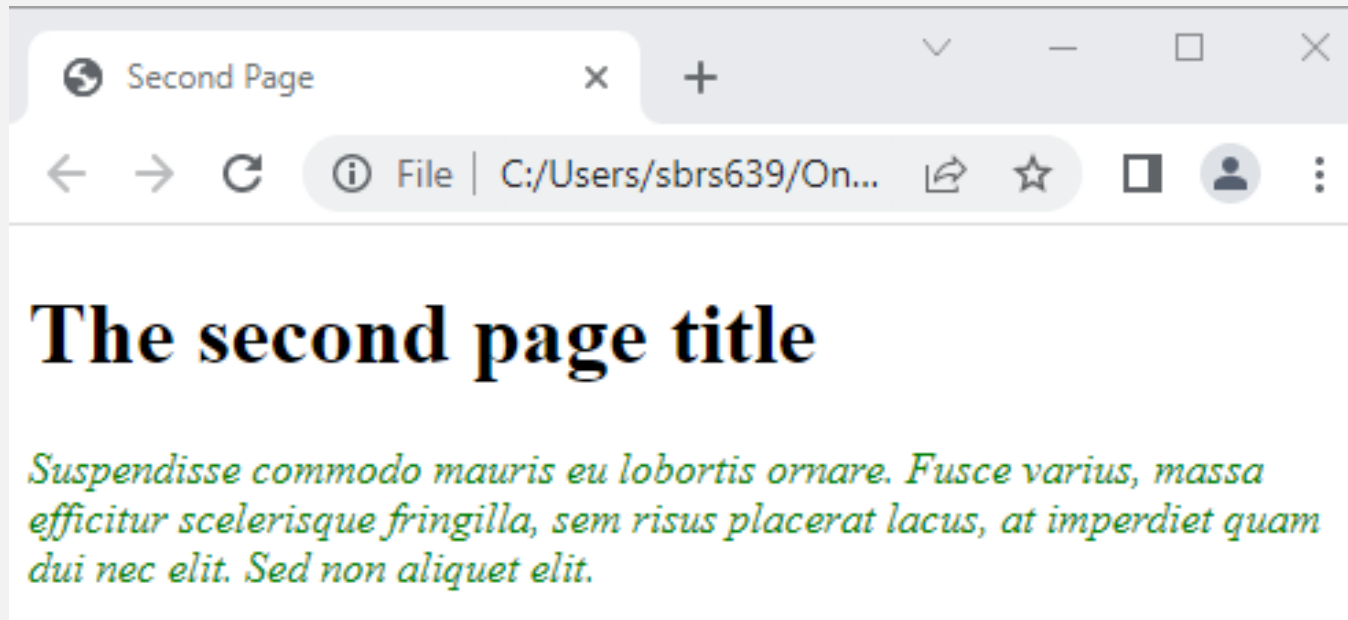 Second Page
File C:/Users/sbrs639/On...
The second page title
Suspendisse commodo mauris eu lobortis ornare. Fusce varius, massa
efficitur scelerisque fringilla, sem risus placerat lacus, at imperdiet quam
dui nec elit. Sed non aliquet elit.